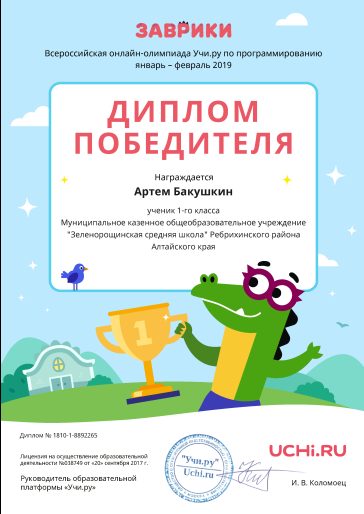 ЗАВРИКИ
Всероссийская онлайн-олимпиада Учи.ру по программированию
январь – февраль 2019
ДИПЛОМ
ПОБЕДИТЕЛЯ
Награждается
Артем Бакушкин
ученик 1-го класса
Муниципальное казенное общеобразовательное учреждение
"Зеленорощинская средняя школа" Ребрихинского района
Алтайского края
1
Диплом № 1810-1-8892265
Лицензия на осуществление образовательной
деятельности №038749 от «20» сентября 2017 г.
Руководитель образовательной
платформы «Учи.ру»
"Учи.ру"
Uchi.ru
UCHi.RU
И. В. Коломоец